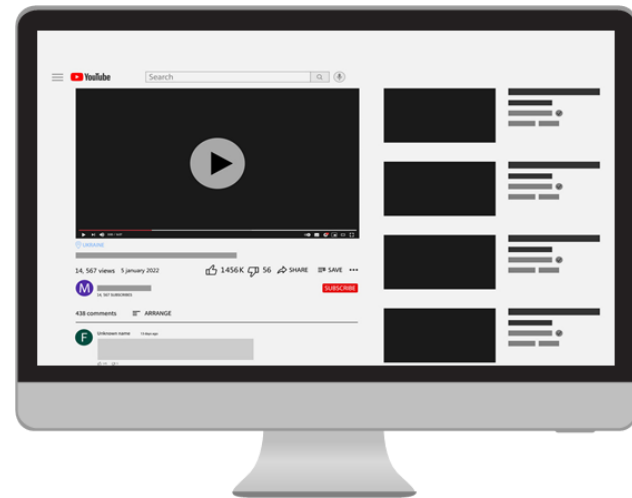 YouTube Search
UKRAINE
14, 567 views 5 january 2022 1456K 56 SHARE SAVE
M
SUBSCRIBE
438 comments ARRANGE
F Unknown name